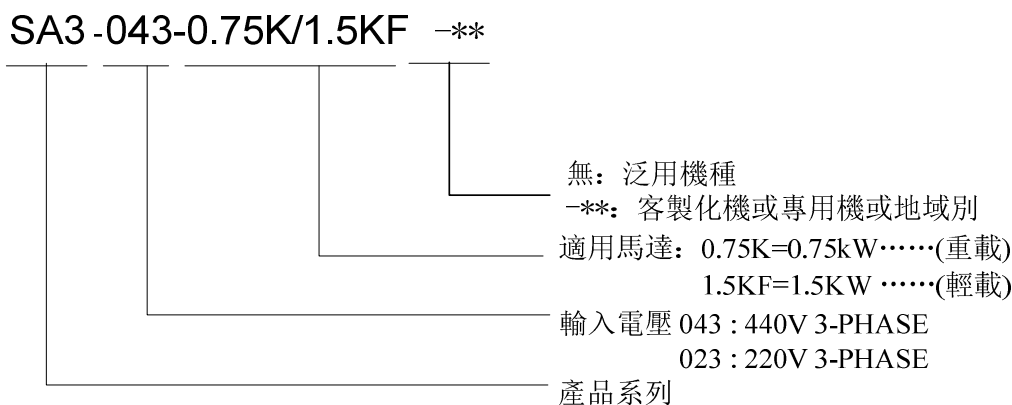 SA3-043-0.75K/1.5KF -**
無：泛用機種
-**：客製化機或專用機或地域別
適用馬達：0.75K=0.75kW……(重載)
1.5KF=1.5KW ……(輕載)
輸入電壓 043 : 440V 3-PHASE
023 : 220V 3-PHASE
產品系列